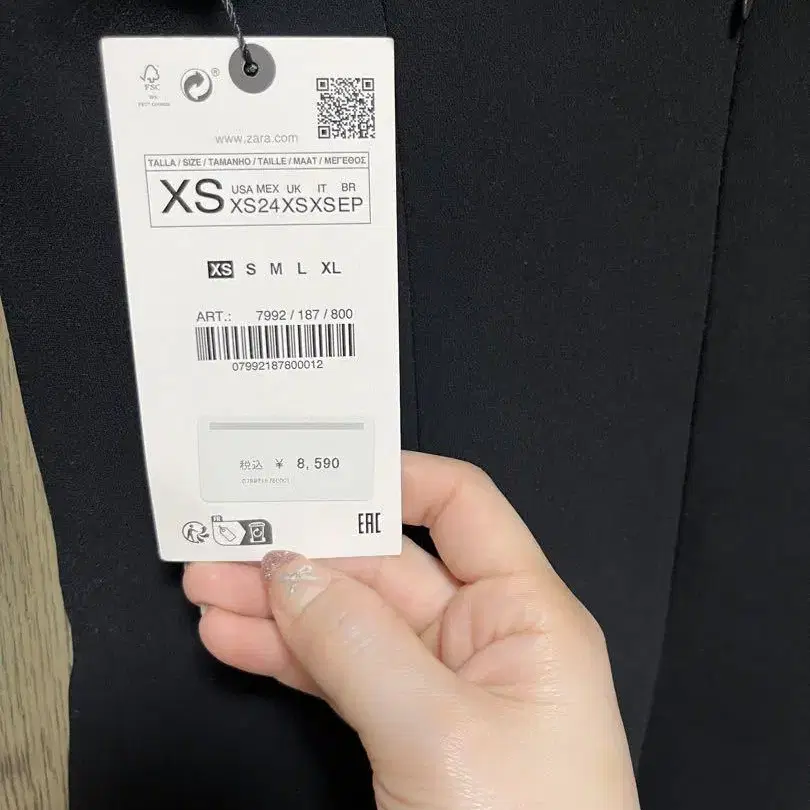 FSC
®
www.zara.com
TALLA / SIZE / TAMANHO / TAILLE / MAAT / ΜΕΓΕΘΟΣ
XS
USA MEX UK IT BR
XS 24 XS XS EP
XS S M L XL
ART.: 7992 / 187 / 800
07992187800012
税込 ¥ 8,590
FR
EAC